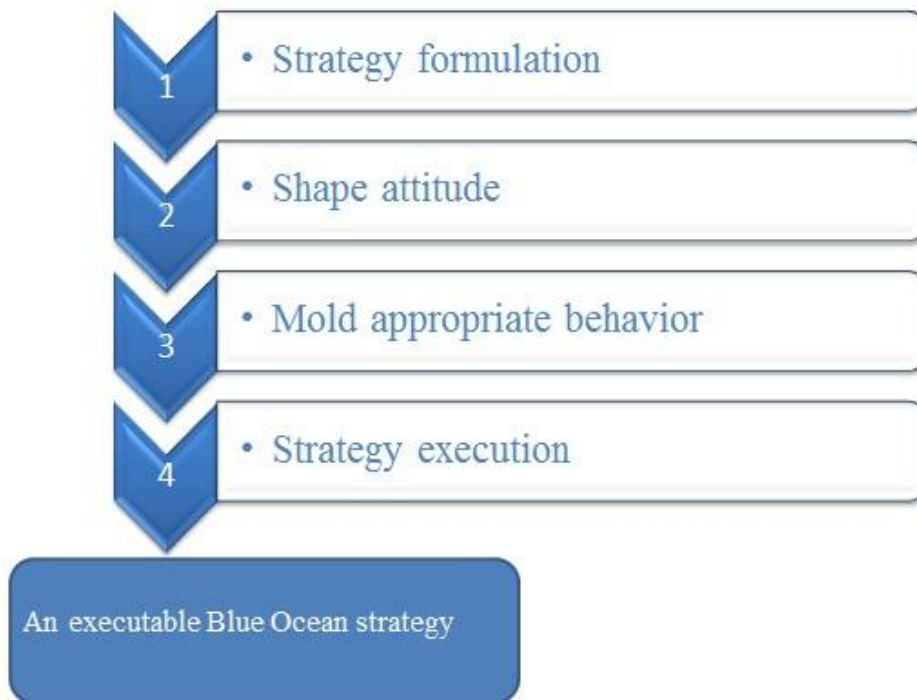 1
• Strategy formulation
2
• Shape attitude
3
• Mold appropriate behavior
4
• Strategy execution
An executable Blue Ocean strategy